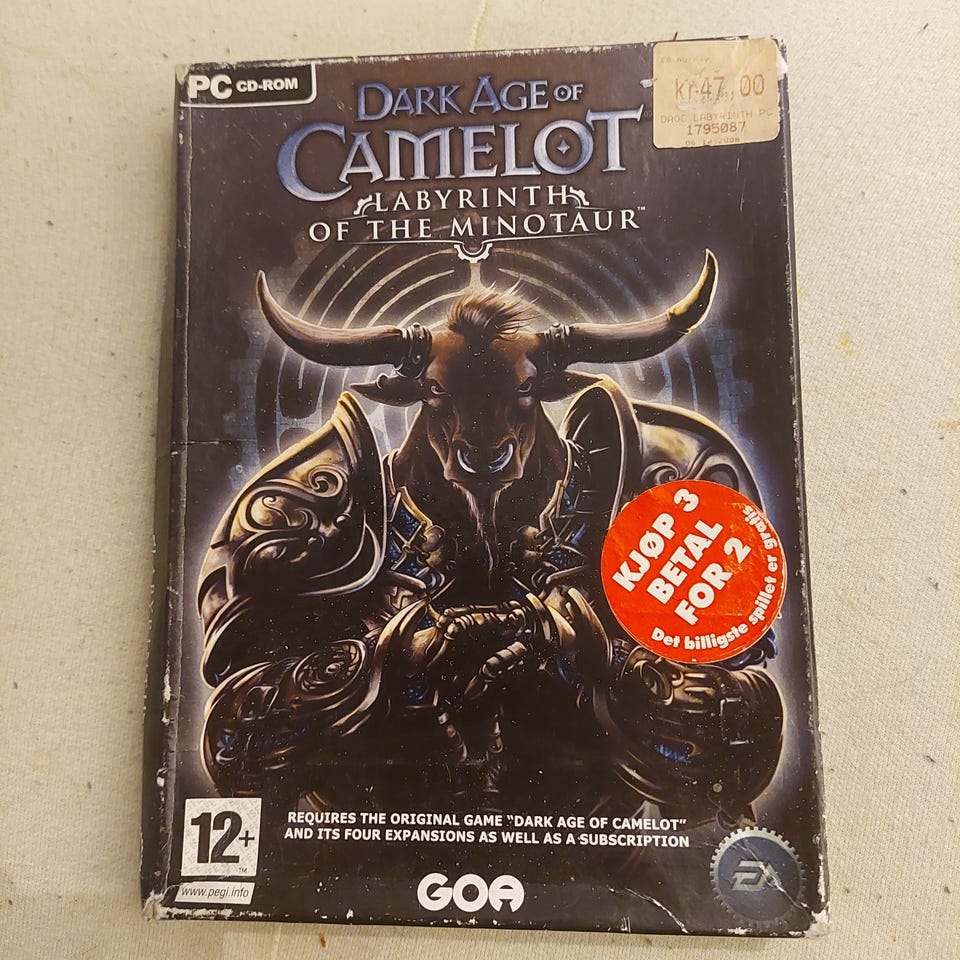 PC CD-ROM
DARK AGE OF
CAMELOT
LABYRINTH
OF THE MINOTAUR™
kr 47,00
DAOC LABYRINTH PC
1795087
KJØP 3
BETAL
FOR 2
Det billigste spillet er gratis
12+
www.pegi.info
REQUIRES THE ORIGINAL GAME "DARK AGE OF CAMELOT"
AND ITS FOUR EXPANSIONS AS WELL AS A SUBSCRIPTION
GOA
EA